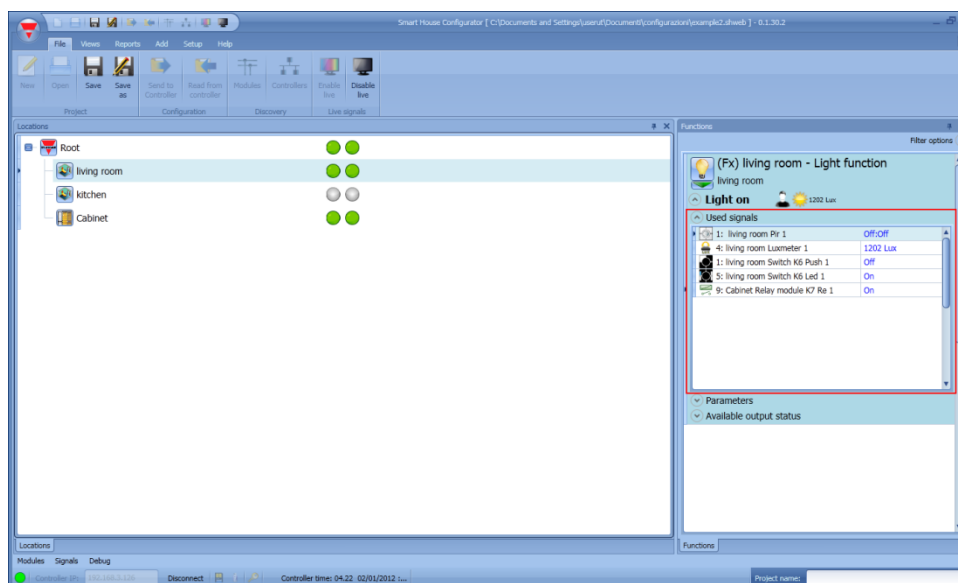 Smart House Configurator [ C:\Documents and Settings\userut\Documenti\configurazioni\example2.shweb ] - 0.1.30.2
File Views Reports Add Setup Help
New Open Save Save as Send to Controller Read from controller Modules Controllers Enable live Disable live
Project Configuration Discovery Live signals
Locations
Functions
Filter options
Root
living room
kitchen
Cabinet
(Fx) living room - Light function
living room
Light on 1202 Lux
Used signals
1: living room Pir 1 Off:Off
4: living room Luxmeter 1 1202 Lux
1: living room Switch K6 Push 1 Off
5: living room Switch K6 Led 1 On
9: Cabinet Relay module K7 Re 1 On
Parameters
Available output status
Locations
Functions
Modules Signals Debug
Controller IP: Disconnect Controller time: 04.22 02/01/2012 :... Project name: